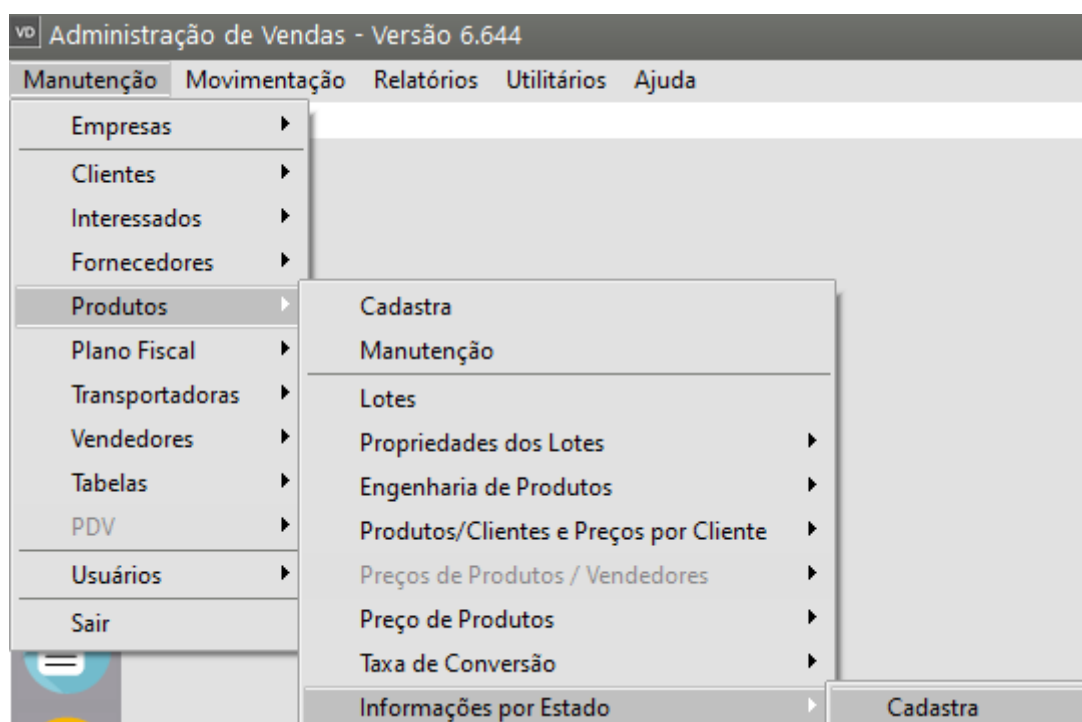 VD Administração de Vendas - Versão 6.644
Manutenção Movimentação Relatórios Utilitários Ajuda
Empresas
Clientes
Interessados
Fornecedores
Produtos
Plano Fiscal
Transportadoras
Vendedores
Tabelas
PDV
Usuários
Sair
Cadastra
Manutenção
Lotes
Propriedades dos Lotes
Engenharia de Produtos
Produtos/Clientes e Preços por Cliente
Preços de Produtos / Vendedores
Preço de Produtos
Taxa de Conversão
Informações por Estado
Cadastra